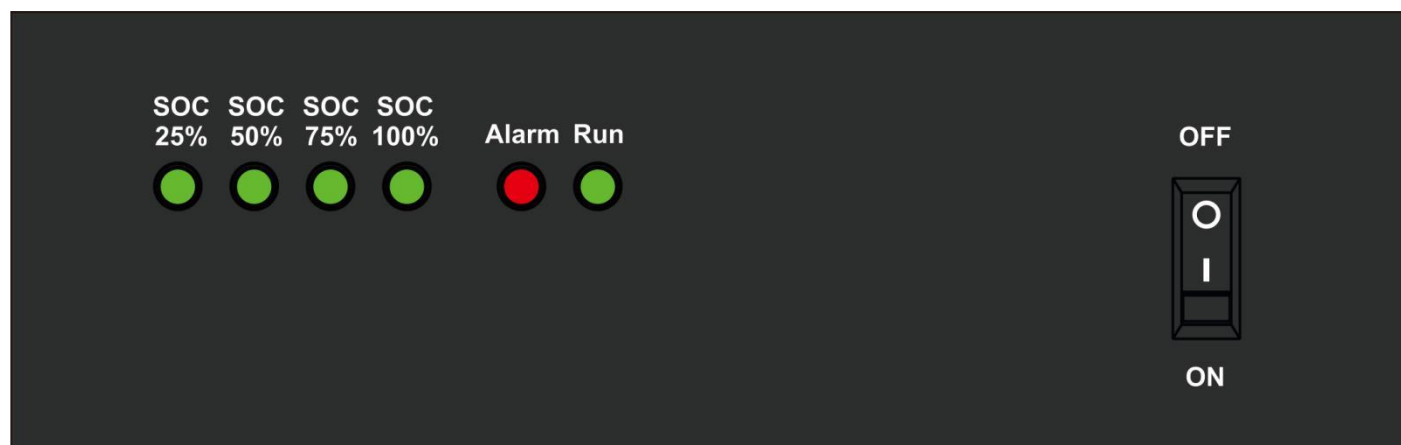 SOC SOC SOC SOC
25% 50% 75% 100%
Alarm Run
OFF
O
I
ON